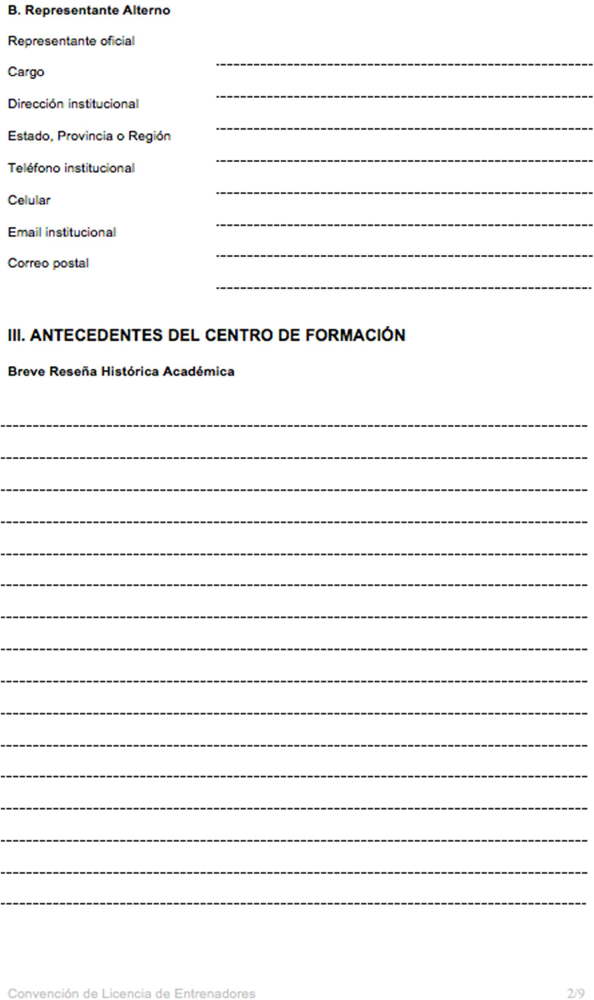 B. Representante Alterno
Representante oficial
Cargo
Dirección institucional
Estado, Provincia o Región
Teléfono institucional
Celular
Email institucional
Correo postal
III. ANTECEDENTES DEL CENTRO DE FORMACIÓN
Breve Reseña Histórica Académica
Convención de Licencia de Entrenadores 2/9